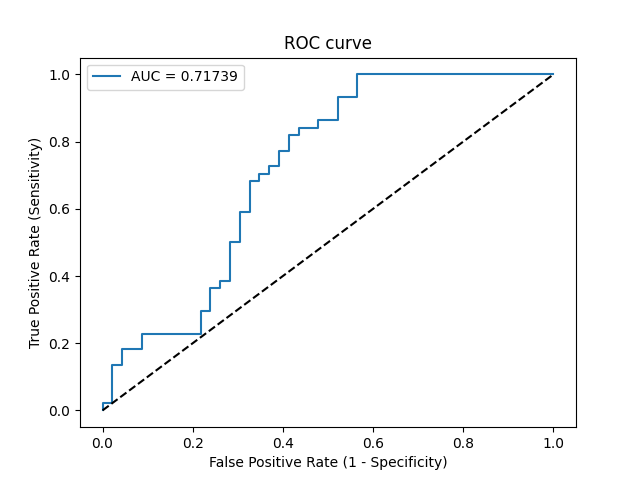 ROC curve
AUC = 0.71739
1.0
0.8
0.6
0.4
0.2
0.0
True Positive Rate (Sensitivity)
0.0 0.2 0.4 0.6 0.8 1.0
False Positive Rate (1 - Specificity)